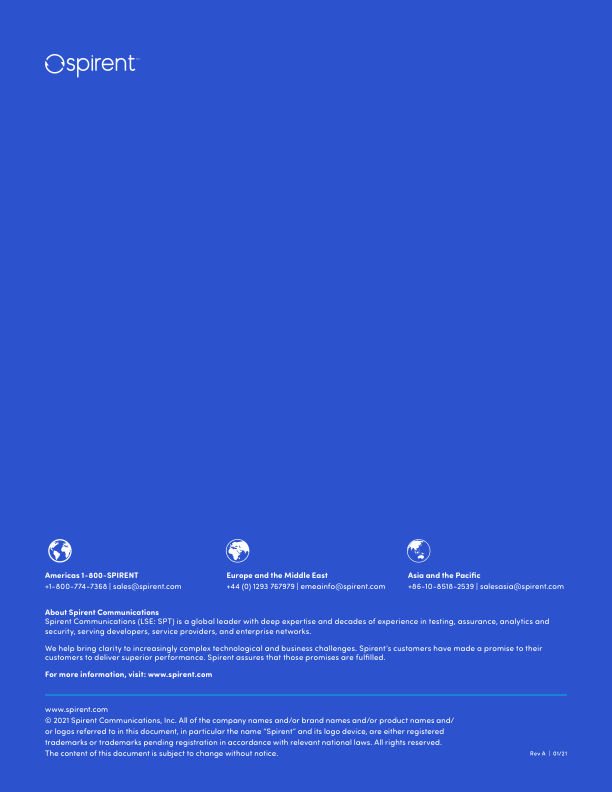 spirent™
Americas 1-800-SPIRENT
+1-800-774-7368 | sales@spirent.com
Europe and the Middle East
+44 (0) 1293 767979 | emeainfo@spirent.com
Asia and the Pacific
+86-10-8518-2539 | salesasia@spirent.com
About Spirent Communications
Spirent Communications (LSE: SPT) is a global leader with deep expertise and decades of experience in testing, assurance, analytics and
security, serving developers, service providers, and enterprise networks.
We help bring clarity to increasingly complex technological and business challenges. Spirent's customers have made a promise to their
customers to deliver superior performance. Spirent assures that those promises are fulfilled.
For more information, visit: www.spirent.com
www.spirent.com
© 2021 Spirent Communications, Inc. All of the company names and/or brand names and/or product names and/
or logos referred to in this document, in particular the name “Spirent” and its logo device, are either registered
trademarks or trademarks pending registration in accordance with relevant national laws. All rights reserved.
The content of this document is subject to change without notice.
Rev A | 01/21